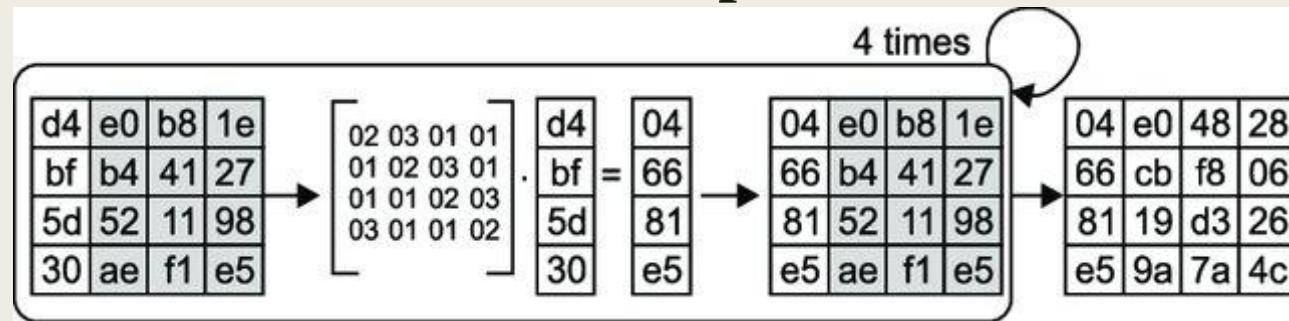 4 times
d4 e0 b8 1e 02 03 01 01 d4 04 04 e0 b8 1e 04 e0 48 28
bf b4 41 27 01 02 03 01 . bf = 66 66 b4 41 27 66 cb f8 06
5d 52 11 98 01 01 02 03 5d 81 81 52 11 98 81 19 d3 26
30 ae f1 e5 03 01 01 02 30 e5 e5 ae f1 e5 e5 9a 7a 4c